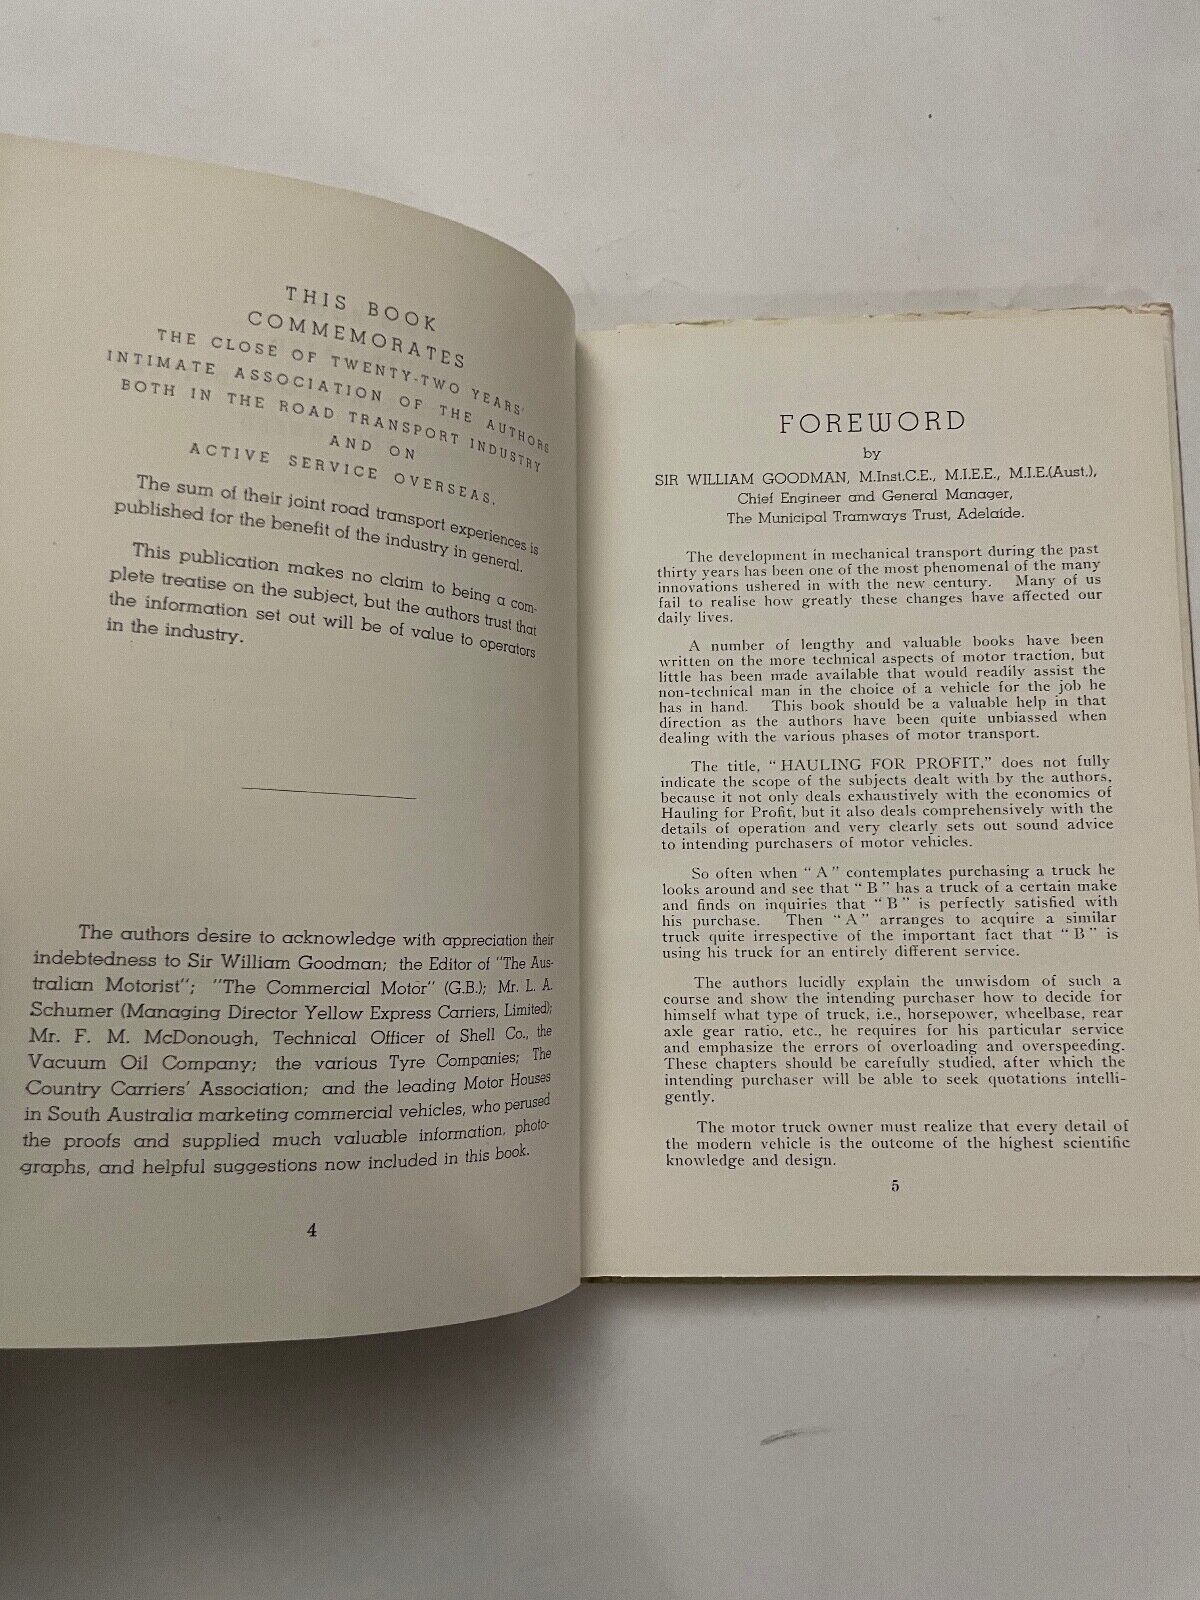 THIS BOOK
COMMEMORATES
THE CLOSE OF TWENTY-TWO YEARS'
INTIMATE ASSOCIATION OF THE AUTHORS
BOTH IN THE ROAD TRANSPORT INDUSTRY
AND ON
ACTIVE SERVICE OVERSEAS.
The sum of their joint road transport experiences is
published for the benefit of the industry in general.
This publication makes no claim to being a com-
plete treatise on the subject, but the authors trust that
the information set out will be of value to operators
in the industry.
The authors desire to acknowledge with appreciation their
indebtedness to Sir William Goodman; the Editor of "The Aus-
tralian Motorist"; "The Commercial Motor" (G.B.); Mr. L. A.
Schumer (Managing Director Yellow Express Carriers, Limited);
Mr. F. M. McDonough, Technical Officer of Shell Co., the
Vacuum Oil Company; the various Tyre Companies; The
Country Carriers' Association; and the leading Motor Houses
in South Australia marketing commercial vehicles, who perused
the proofs and supplied much valuable information, photo-
graphs, and helpful suggestions now included in this book.
4
FOREWORD
by
SIR WILLIAM GOODMAN, M.Inst.C.E., M.I.E.E., M.I.E.(Aust.),
Chief Engineer and General Manager,
The Municipal Tramways Trust, Adelaide.
The development in mechanical transport during the past
thirty years has been one of the most phenomenal of the many
innovations ushered in with the new century. Many of us
fail to realise how greatly these changes have affected our
daily lives.
A number of lengthy and valuable books have been
written on the more technical aspects of motor traction, but
little has been made available that would readily assist the
non-technical man in the choice of a vehicle for the job he
has in hand. This book should be a valuable help in that
direction as the authors have been quite unbiassed when
dealing with the various phases of motor transport.
The title, "HAULING FOR PROFIT," does not fully
indicate the scope of the subjects dealt with by the authors,
because it not only deals exhaustively with the economics of
Hauling for Profit, but it also deals comprehensively with the
details of operation and very clearly sets out sound advice
to intending purchasers of motor vehicles.
So often when "A" contemplates purchasing a truck he
looks around and see that "B" has a truck of a certain make
and finds on inquiries that "B" is perfectly satisfied with
his purchase. Then "A" arranges to acquire a similar
truck quite irrespective of the important fact that "B" is
using his truck for an entirely different service.
The authors lucidly explain the unwisdom of such a
course and show the intending purchaser how to decide for
himself what type of truck, i.e., horsepower, wheelbase, rear
axle gear ratio, etc., he requires for his particular service
and emphasize the errors of overloading and overspeeding.
These chapters should be carefully studied, after which the
intending purchaser will be able to seek quotations intelli-
gently.
The motor truck owner must realize that every detail of
the modern vehicle is the outcome of the highest scientific
knowledge and design.
5